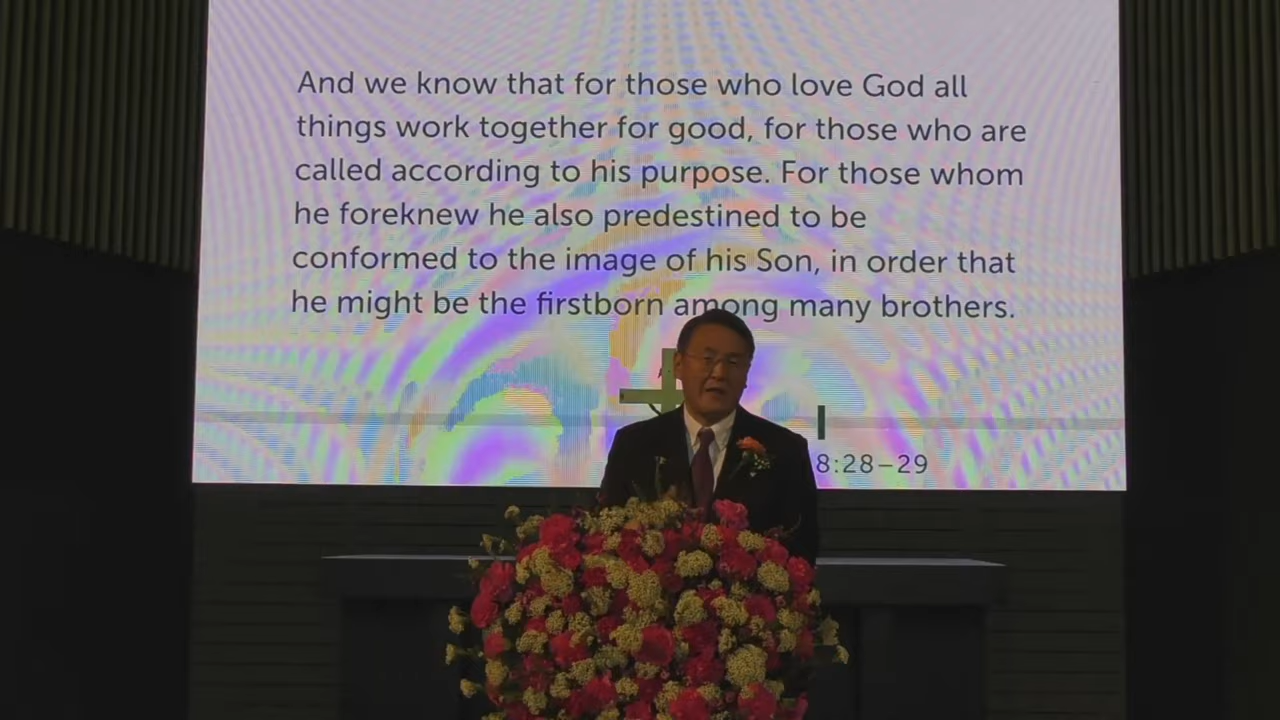 And we know that for those who love God all
things work together for good, for those who are
called according to his purpose. For those whom
he foreknew he also predestined to be
conformed to the image of his Son, in order that
he might be the firstborn among many brothers.
8:28–29